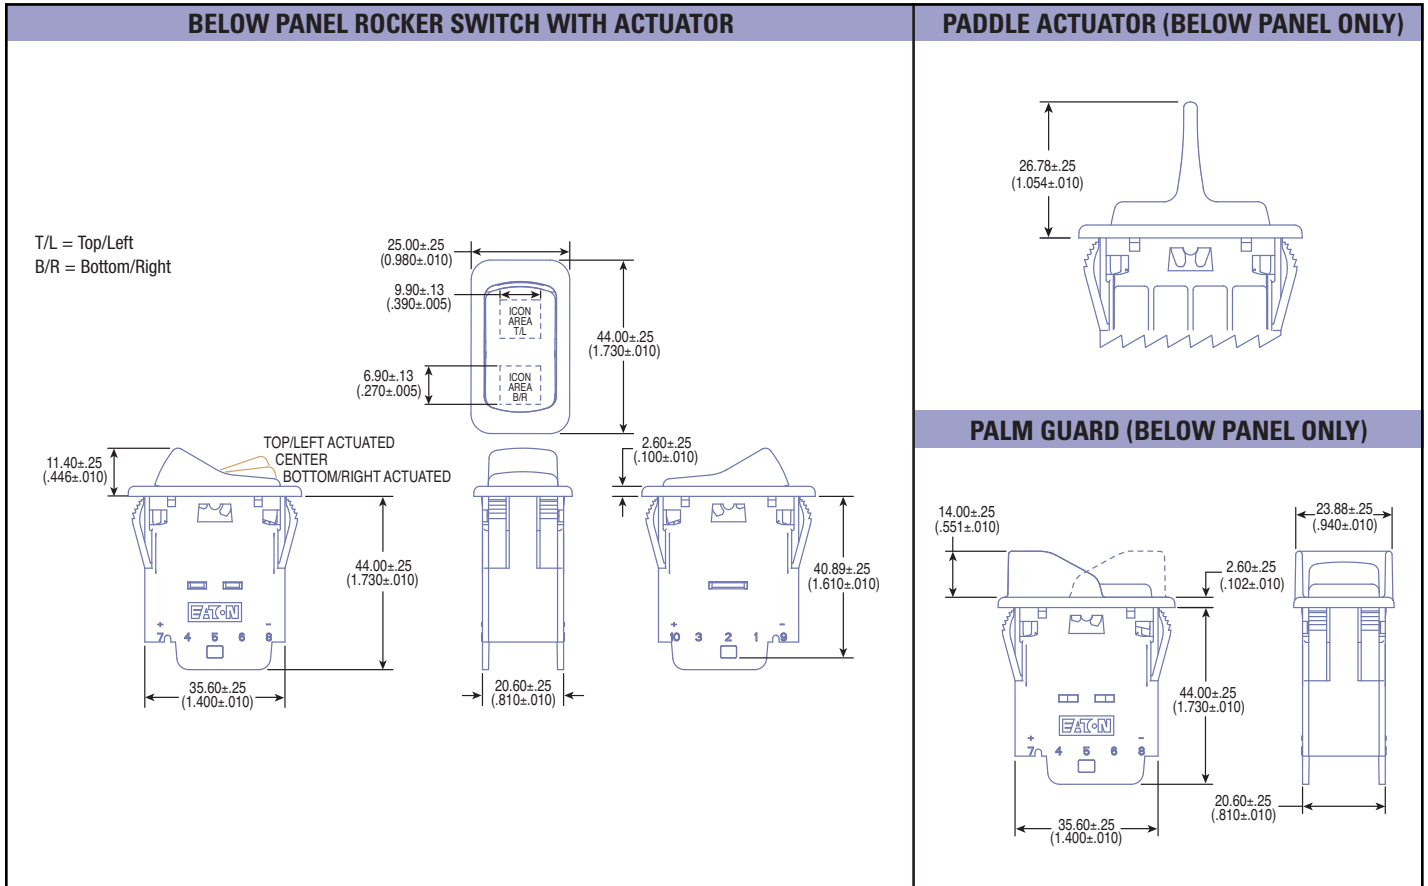 BELOW PANEL ROCKER SWITCH WITH ACTUATOR
T/L = Top/Left
B/R = Bottom/Right
25.00±.25
(0.980±.010)
9.90±.13
(.390±.005)
ICON
AREA
T/L
44.00±.25
(1.730±.010)
6.90±.13
(.270±.005)
ICON
AREA
B/R
TOP/LEFT ACTUATED
CENTER
BOTTOM/RIGHT ACTUATED
11.40±.25
(.446±.010)
2.60±.25
(.100±.010)
44.00±.25
(1.730±.010)
40.89±.25
(1.610±.010)
EATON
+ -
7 4 5 6 8
+ -
10 3 2 1 9
35.60±.25
(1.400±.010)
20.60±.25
(.810±.010)
PADDLE ACTUATOR (BELOW PANEL ONLY)
26.78±.25
(1.054±.010)
PALM GUARD (BELOW PANEL ONLY)
14.00±.25
(.551±.010)
23.88±.25
(.940±.010)
2.60±.25
(.102±.010)
44.00±.25
(1.730±.010)
EATON
+ -
7 4 5 6 8
20.60±.25
(.810±.010)
35.60±.25
(1.400±.010)